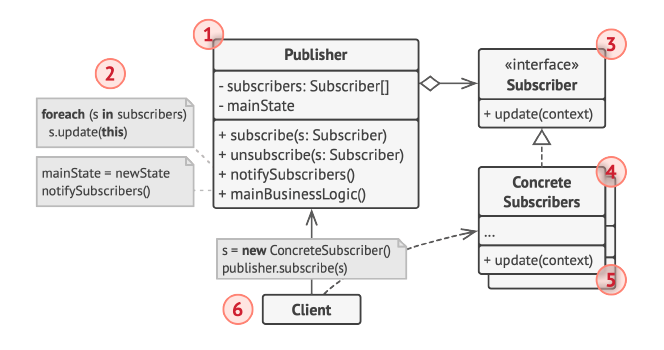 1
Publisher
- subscribers: Subscriber[]
- mainState
+ subscribe(s: Subscriber)
+ unsubscribe(s: Subscriber)
+ notifySubscribers()
+ mainBusinessLogic()
2
foreach (s in subscribers)
s.update(this)
mainState = newState
notifySubscribers()
3
«interface»
Subscriber
+ update(context)
4
Concrete
Subscribers
...
+ update(context)
5
s = new ConcreteSubscriber()
publisher.subscribe(s)
6
Client